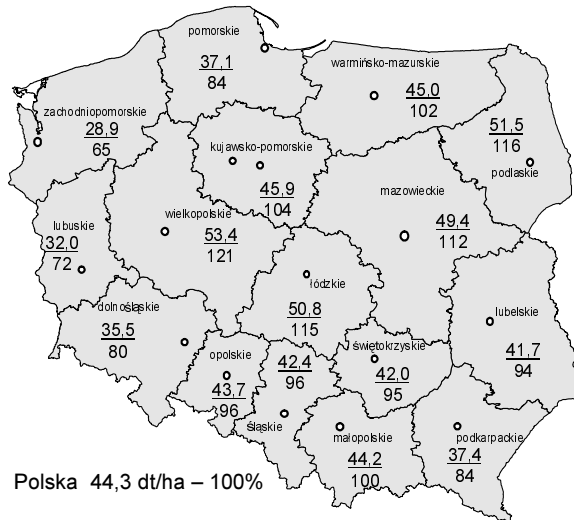 pomorskie
37,1
84
warmińsko-mazurskie
45,0
102
zachodniopomorskie
28,9
65
kujawsko-pomorskie
45,9
104
51,5
116
podlaskie
mazowieckie
49,4
112
lubuskie
32,0
72
wielkopolskie
53,4
121
łódzkie
50,8
115
dolnośląskie
35,5
80
lubelskie
41,7
94
opolskie
43,7
96
42,4
96
śląskie
świętokrzyskie
42,0
95
małopolskie
44,2
100
podkarpackie
37,4
84
Polska 44,3 dt/ha – 100%